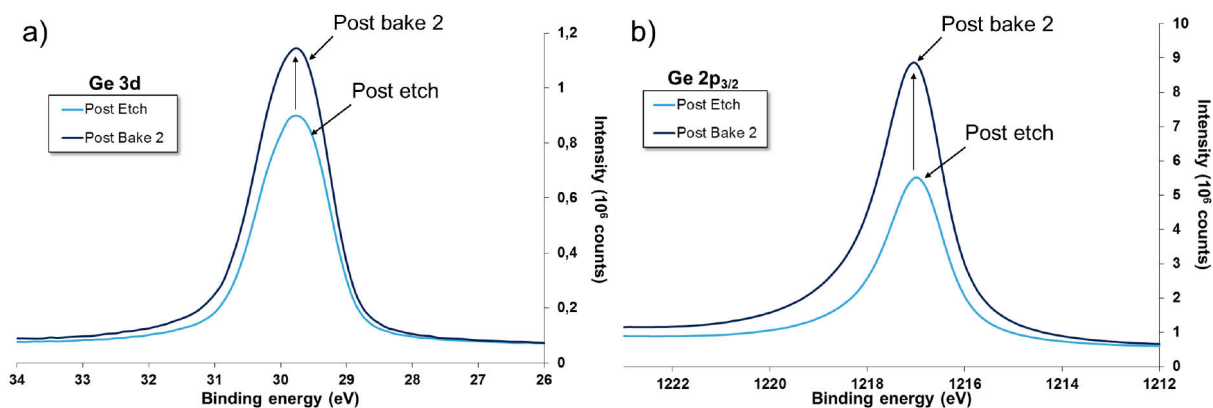 a)
Ge 3d
Post Etch
Post Bake 2
Post bake 2
Post etch
1,2
1
0,8
0,6
0,4
0,2
0
Intensity (10⁶ counts)
34 33 32 31 30 29 28 27 26
Binding energy (eV)
b)
Ge 2p₃/₂
Post Etch
Post Bake 2
Post bake 2
Post etch
10
9
8
7
6
5
4
3
2
1
0
Intensity (10⁶ counts)
1222 1220 1218 1216 1214 1212
Binding energy (eV)